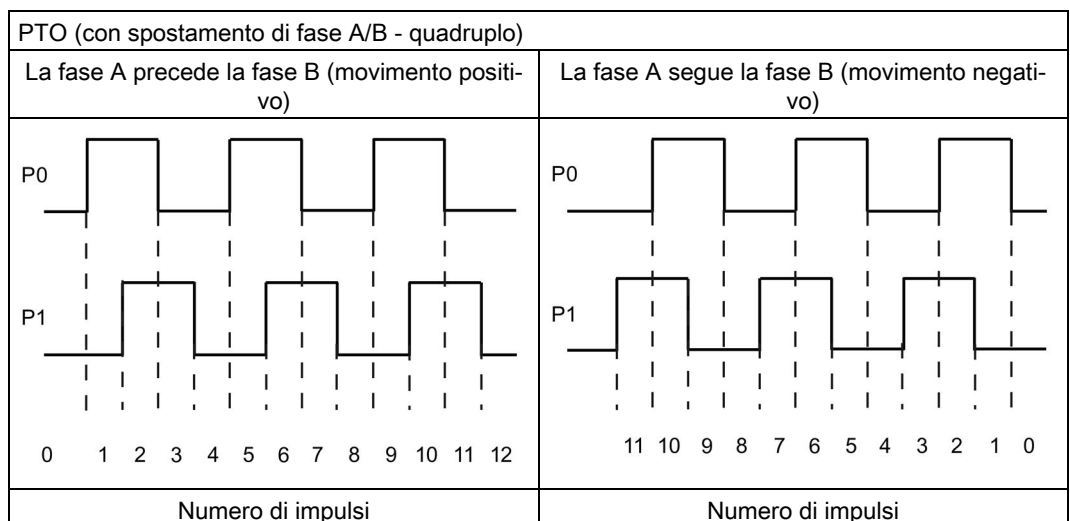 PTO (con spostamento di fase A/B - quadruplo)
La fase A precede la fase B (movimento positi-
vo)
La fase A segue la fase B (movimento negati-
vo)
P0
P1
0 1 2 3 4 5 6 7 8 9 10 11 12
P0
P1
11 10 9 8 7 6 5 4 3 2 1 0
Numero di impulsi
Numero di impulsi